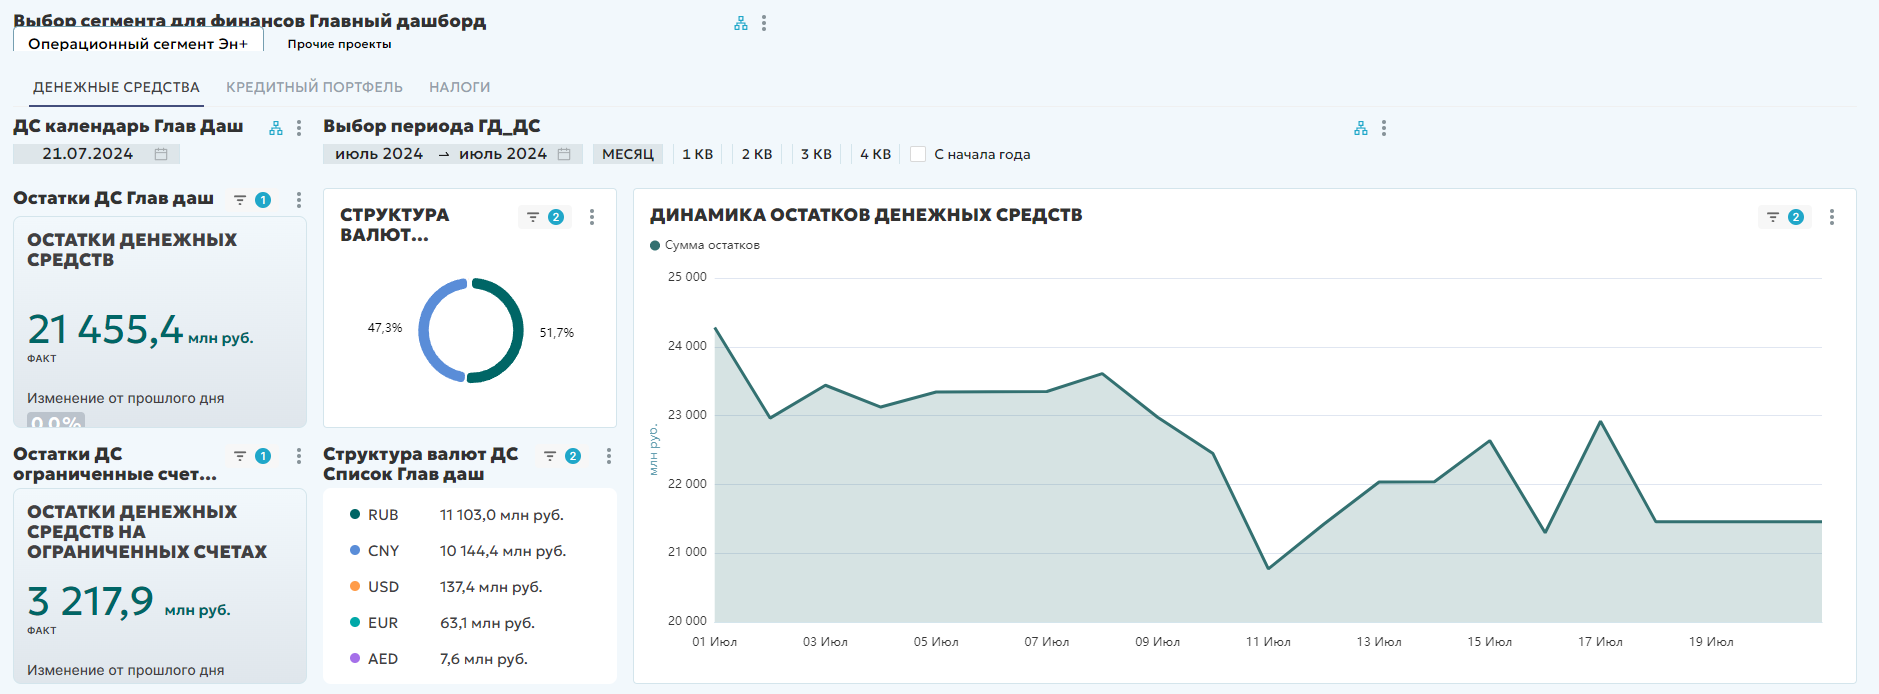 Выбор сегмента для финансов Главный дашборд
Операционный сегмент Эн+
Прочие проекты
ДЕНЕЖНЫЕ СРЕДСТВА
КРЕДИТНЫЙ ПОРТФЕЛЬ
НАЛОГИ
ДС календарь Глав Даш
21.07.2024
Выбор периода ГД_ДС
июль 2024 → июль 2024
МЕСЯЦ
1 КВ
2 КВ
3 КВ
4 КВ
С начала года
Остатки ДС Глав даш
1
ОСТАТКИ ДЕНЕЖНЫХ
СРЕДСТВ
21 455,4 млн руб.
ФАКТ
Изменение от прошлого дня
0,0%
СТРУКТУРА
ВАЛЮТ...
2
47,3%
51,7%
Остатки ДС
ограниченные счет...
1
ОСТАТКИ ДЕНЕЖНЫХ
СРЕДСТВ НА
ОГРАНИЧЕННЫХ СЧЕТАХ
3 217,9 млн руб.
ФАКТ
Изменение от прошлого дня
Структура валют ДС
Список Глав даш
2
RUB 11 103,0 млн руб.
CNY 10 144,4 млн руб.
USD 137,4 млн руб.
EUR 63,1 млн руб.
AED 7,6 млн руб.
ДИНАМИКА ОСТАТКОВ ДЕНЕЖНЫХ СРЕДСТВ
2
Сумма остатков
млн руб.
25 000
24 000
23 000
22 000
21 000
20 000
01 Июл 03 Июл 05 Июл 07 Июл 09 Июл 11 Июл 13 Июл 15 Июл 17 Июл 19 Июл